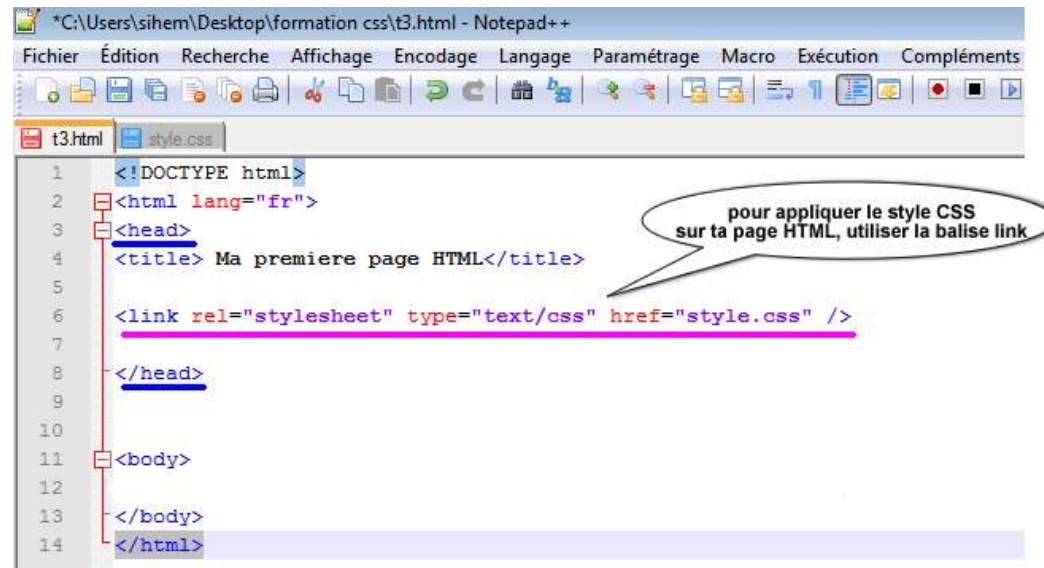 *C:\Users\sihem\Desktop\formation css\t3.html - Notepad++
Fichier Édition Recherche Affichage Encodage Langage Paramétrage Macro Exécution Compléments
t3.html style.css
1 <!DOCTYPE html>
2 <html lang="fr">
3 <head>
pour appliquer le style CSS
sur ta page HTML, utiliser la balise link
4 <title> Ma premiere page HTML</title>
5
6 <link rel="stylesheet" type="text/css" href="style.css" />
7
8 </head>
9
10
11 <body>
12
13 </body>
14 </html>